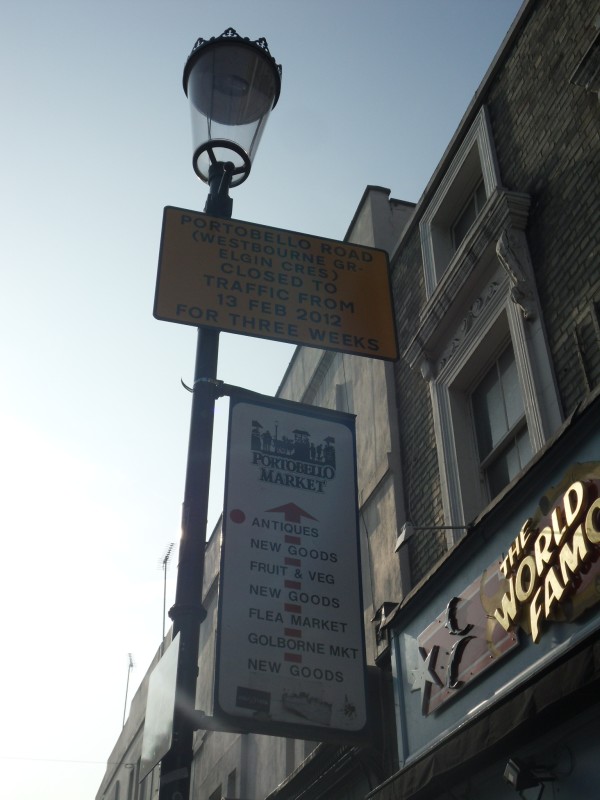 PORTOBELLO ROAD
(WESTBOURNE GR-
ELGIN CRES)
CLOSED TO
TRAFFIC FROM
13 FEB 2012
FOR THREE WEEKS
PORTOBELLO
MARKET
ANTIQUES
NEW GOODS
FRUIT & VEG
NEW GOODS
FLEA MARKET
GOLBORNE MKT
NEW GOODS
THE
WORLD
FAMO